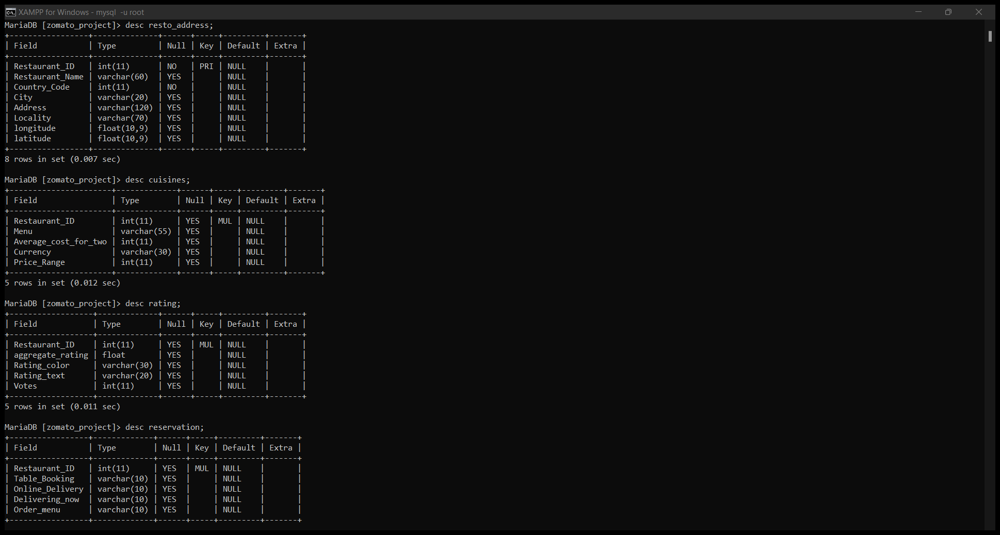 XAMPP for Windows - mysql  -u root
MariaDB [zomato_project]> desc resto_address;
+-----------------+--------------+------+-----+---------+-------+
| Field           | Type         | Null | Key | Default | Extra |
+-----------------+--------------+------+-----+---------+-------+
| Restaurant_ID   | int(11)      | NO   | PRI | NULL    |       |
| Restaurant_Name | varchar(60)  | YES  |     | NULL    |       |
| Country_Code    | int(11)      | NO   |     | NULL    |       |
| City            | varchar(20)  | YES  |     | NULL    |       |
| Address         | varchar(120) | YES  |     | NULL    |       |
| Locality        | varchar(70)  | YES  |     | NULL    |       |
| longitude       | float(10,9)  | YES  |     | NULL    |       |
| latitude        | float(10,9)  | YES  |     | NULL    |       |
+-----------------+--------------+------+-----+---------+-------+
8 rows in set (0.007 sec)

MariaDB [zomato_project]> desc cuisines;
+----------------------+-------------+------+-----+---------+-------+
| Field                | Type        | Null | Key | Default | Extra |
+----------------------+-------------+------+-----+---------+-------+
| Restaurant_ID        | int(11)     | YES  | MUL | NULL    |       |
| Menu                 | varchar(55) | YES  |     | NULL    |       |
| Average_cost_for_two | int(11)     | YES  |     | NULL    |       |
| Currency             | varchar(30) | YES  |     | NULL    |       |
| Price_Range          | int(11)     | YES  |     | NULL    |       |
+----------------------+-------------+------+-----+---------+-------+
5 rows in set (0.012 sec)

MariaDB [zomato_project]> desc rating;
+------------------+-------------+------+-----+---------+-------+
| Field            | Type        | Null | Key | Default | Extra |
+------------------+-------------+------+-----+---------+-------+
| Restaurant_ID    | int(11)     | YES  | MUL | NULL    |       |
| aggregate_rating | float       | YES  |     | NULL    |       |
| Rating_color     | varchar(30) | YES  |     | NULL    |       |
| Rating_text      | varchar(20) | YES  |     | NULL    |       |
| Votes            | int(11)     | YES  |     | NULL    |       |
+------------------+-------------+------+-----+---------+-------+
5 rows in set (0.011 sec)

MariaDB [zomato_project]> desc reservation;
+-----------------+-------------+------+-----+---------+-------+
| Field           | Type        | Null | Key | Default | Extra |
+-----------------+-------------+------+-----+---------+-------+
| Restaurant_ID   | int(11)     | YES  | MUL | NULL    |       |
| Table_Booking   | varchar(10) | YES  |     | NULL    |       |
| Online_Delivery | varchar(10) | YES  |     | NULL    |       |
| Delivering_now  | varchar(10) | YES  |     | NULL    |       |
| Order_menu      | varchar(10) | YES  |     | NULL    |       |
+-----------------+-------------+------+-----+---------+-------+